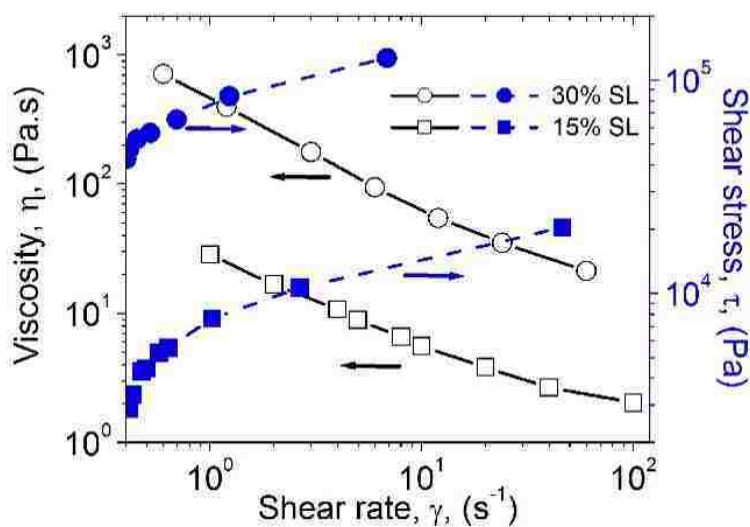 10³
10²
10¹
10⁰
Viscosity, η, (Pa.s)
30% SL
15% SL
10⁵
10⁴
Shear stress, τ, (Pa)
10⁰
10¹
10²
Shear rate, γ, (s⁻¹)